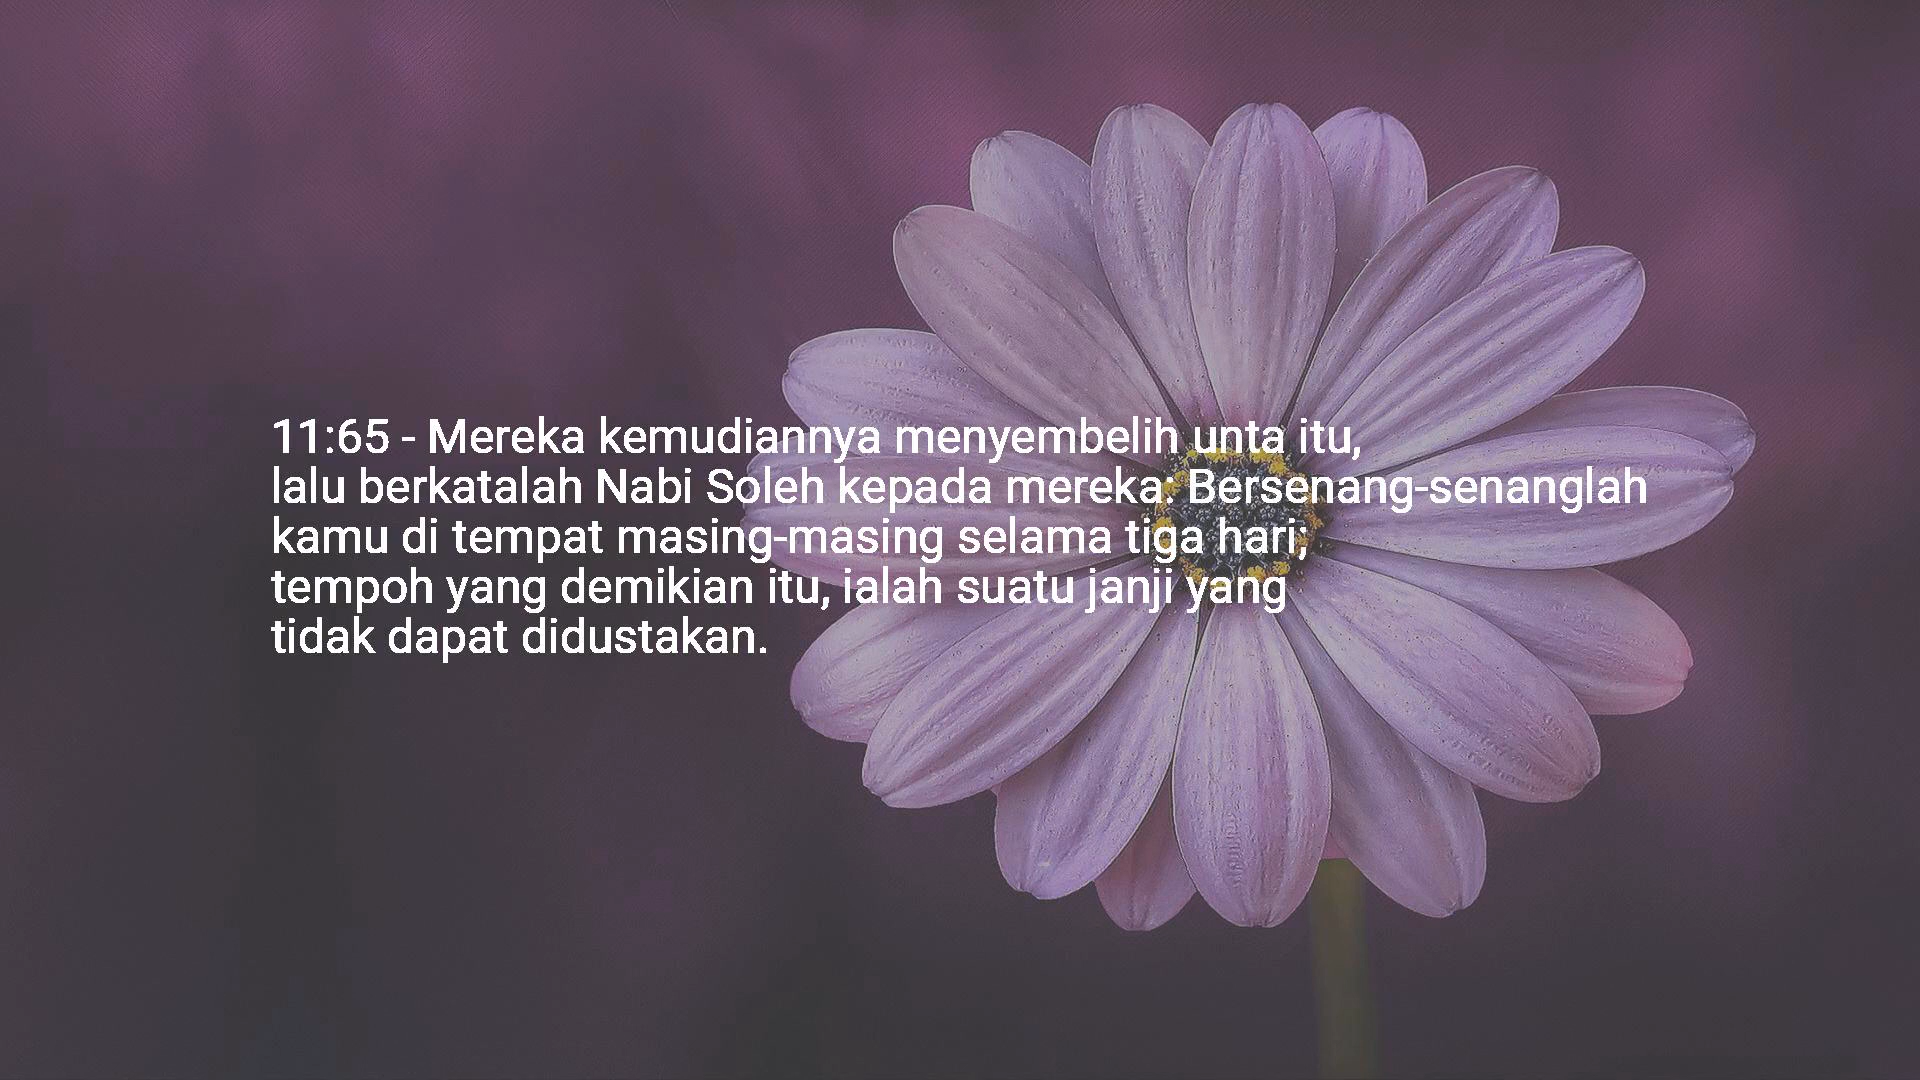 11:65 - Mereka kemudiannya menyembelih unta itu,
lalu berkatalah Nabi Soleh kepada mereka: Bersenang-senanglah
kamu di tempat masing-masing selama tiga hari;
tempoh yang demikian itu, ialah suatu janji yang
tidak dapat didustakan.